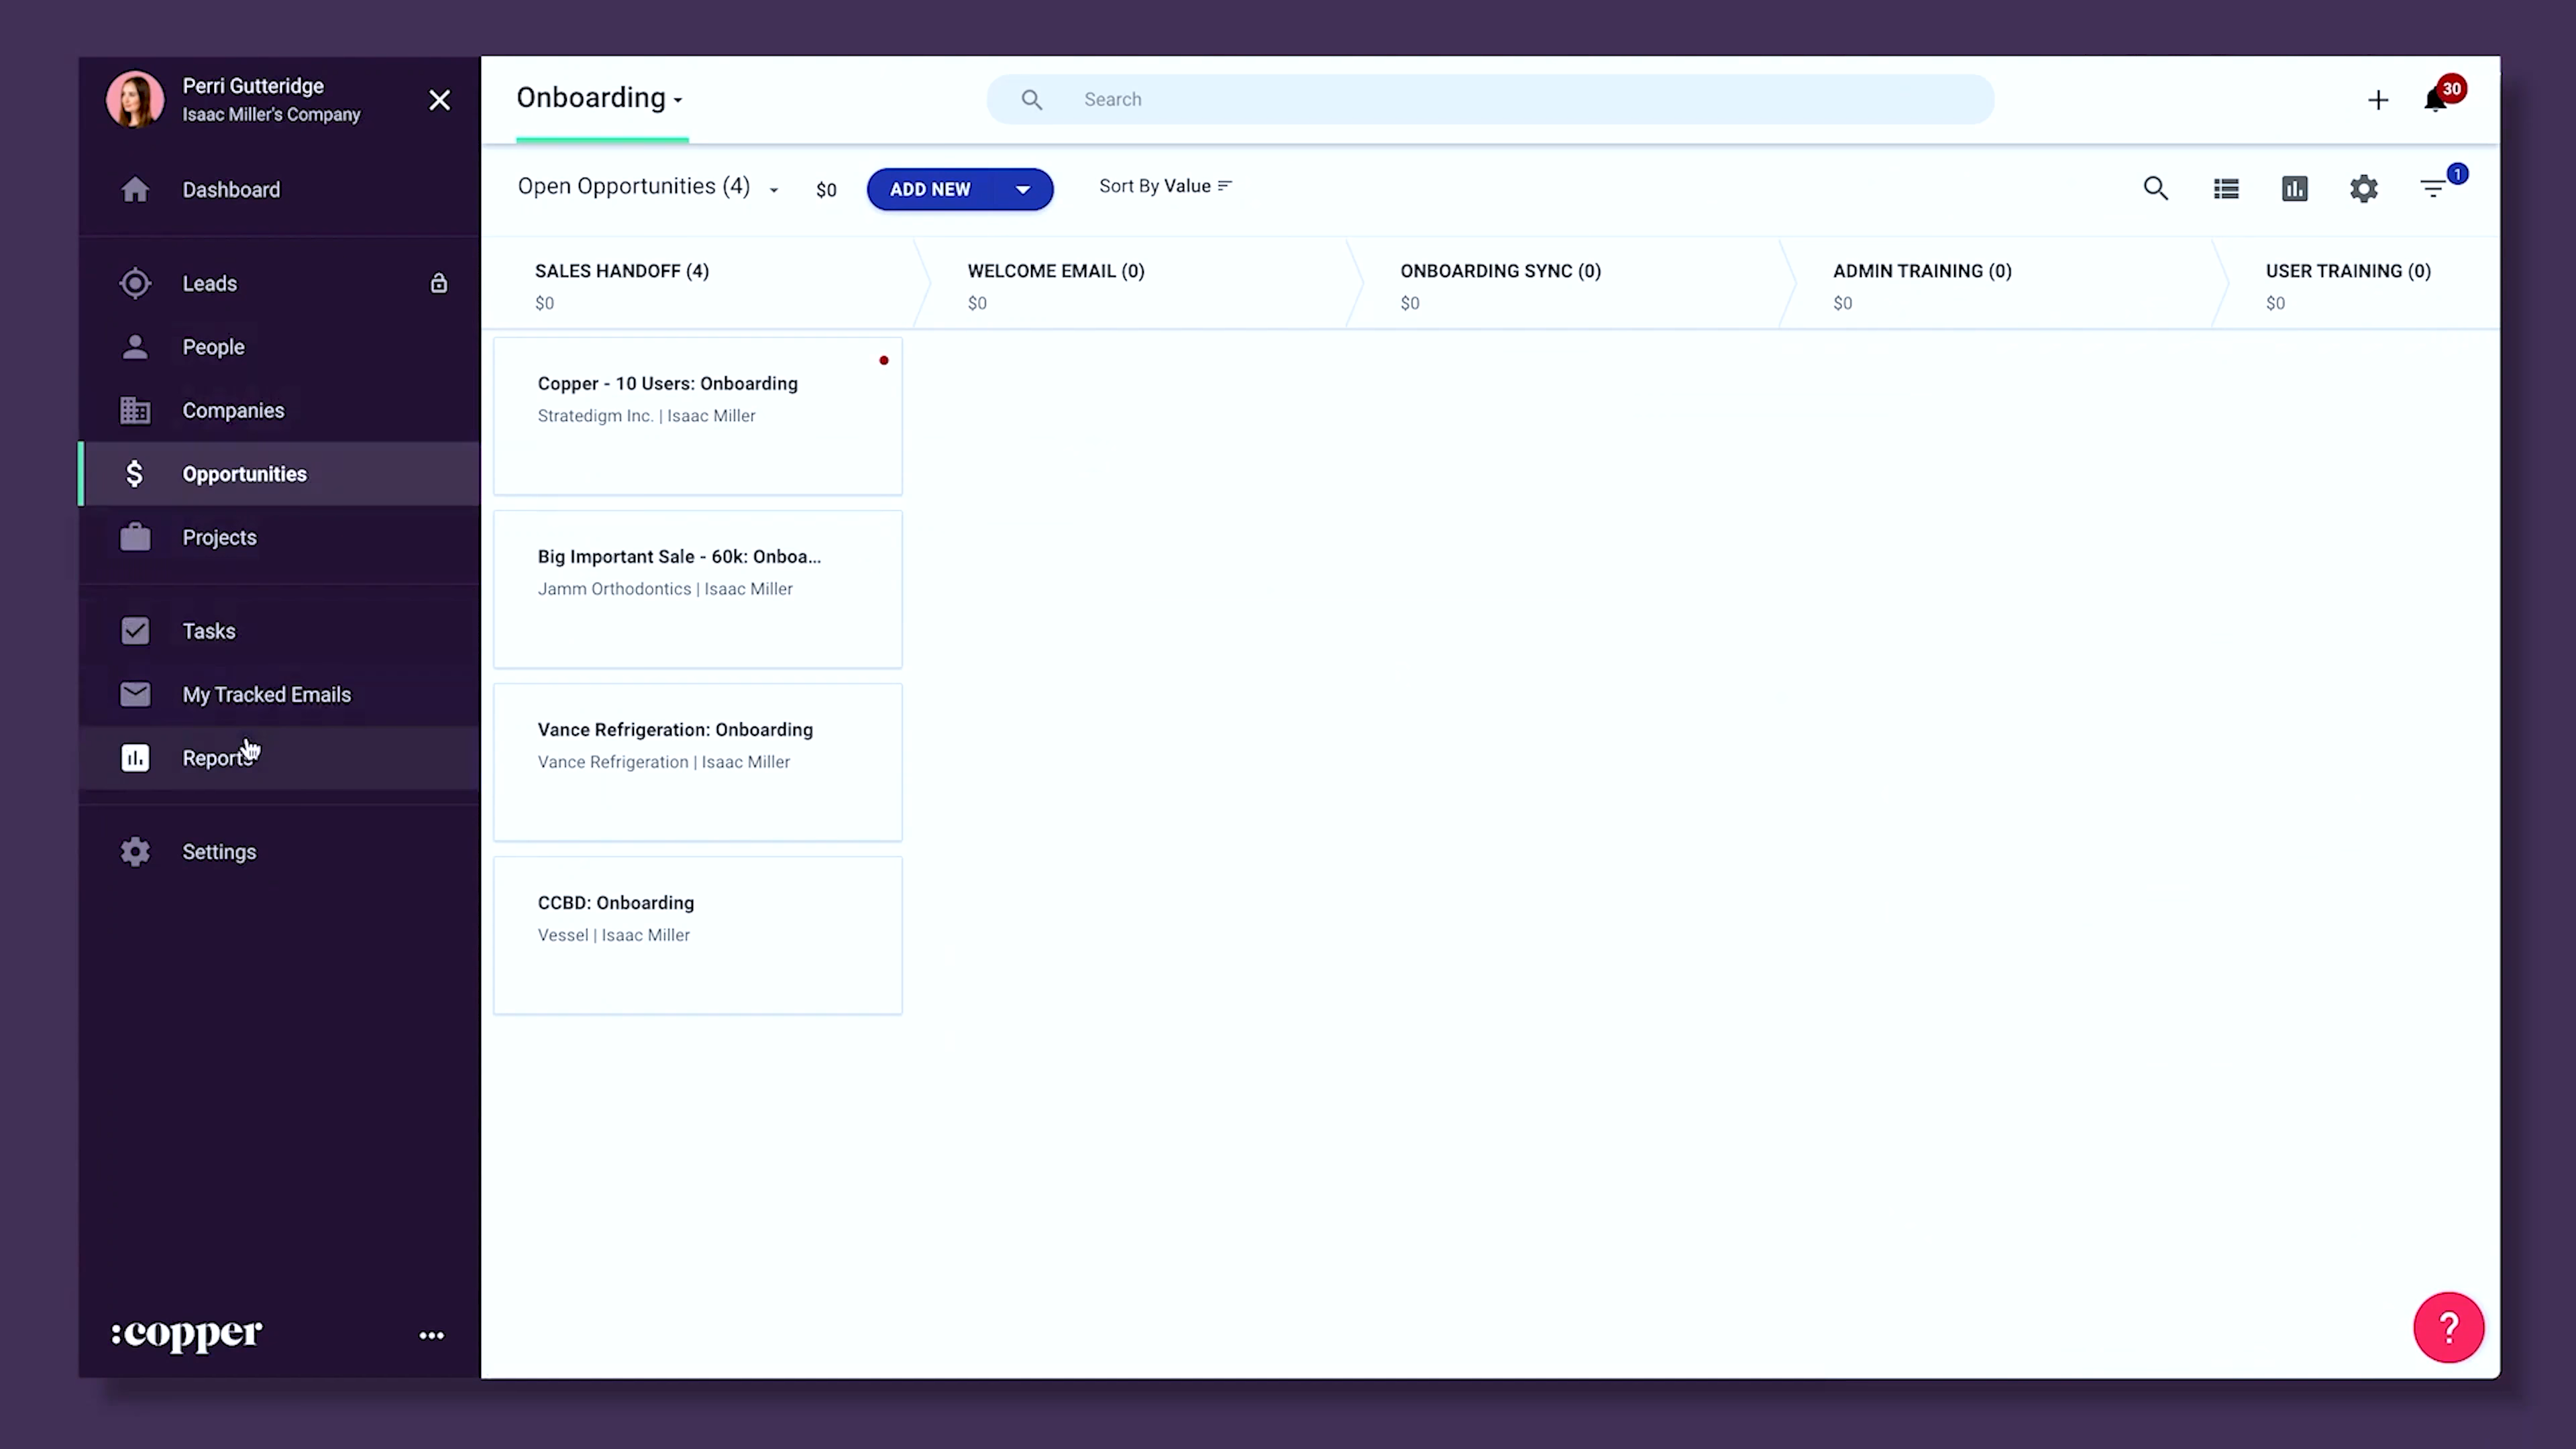 Perri Gutteridge
Isaac Miller's Company
Dashboard
Leads
People
Companies
Opportunities
Projects
Tasks
My Tracked Emails
Reports
Settings
:copper
Onboarding
Search
30
Open Opportunities (4)
$0
ADD NEW
Sort By Value
1
SALES HANDOFF (4)
$0
WELCOME EMAIL (0)
$0
ONBOARDING SYNC (0)
$0
ADMIN TRAINING (0)
$0
USER TRAINING (0)
$0
Copper - 10 Users: Onboarding
Stratedigm Inc. | Isaac Miller
Big Important Sale - 60k: Onboa...
Jamm Orthodontics | Isaac Miller
Vance Refrigeration: Onboarding
Vance Refrigeration | Isaac Miller
CCBD: Onboarding
Vessel | Isaac Miller
?